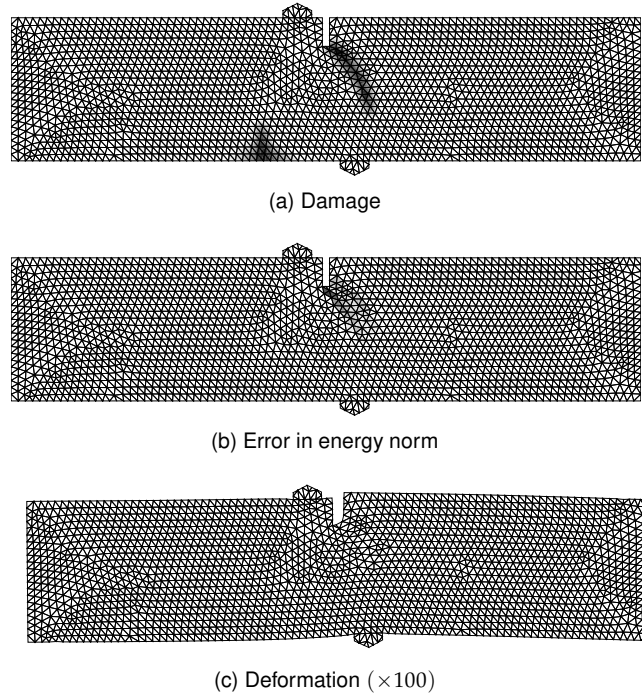 (a) Damage
(b) Error in energy norm
(c) Deformation (×100)